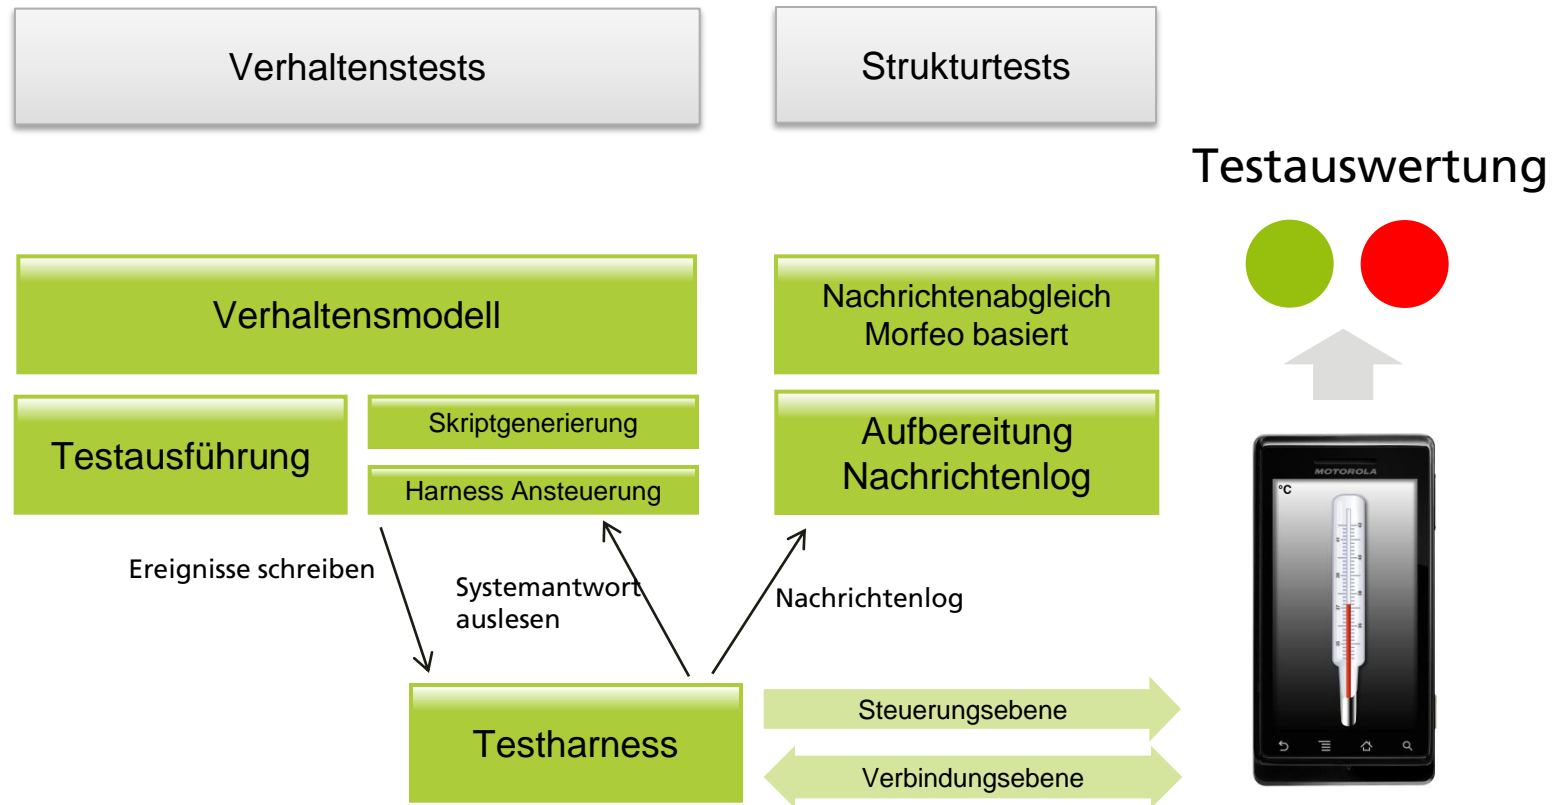 Verhaltenstests
Strukturtests
Testauswertung
Verhaltensmodell
Nachrichtenabgleich
Morfeo basiert
Testausführung
Skriptgenerierung
Harness Ansteuerung
Aufbereitung
Nachrichtenlog
MOTOROLA
°C
Ereignisse schreiben
Systemantwort
auslesen
Nachrichtenlog
Testharness
Steuerungsebene
Verbindungsebene